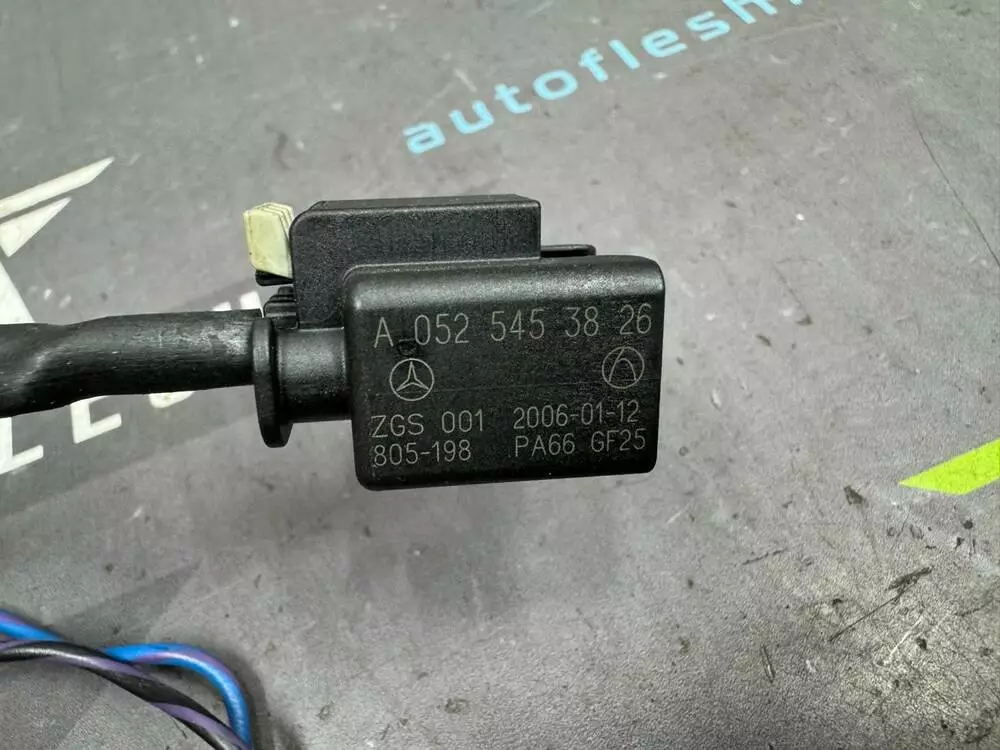 autoflesh
A 052 545 38 26
ZGS 001 2006-01-12
805-198 PA66 GF25